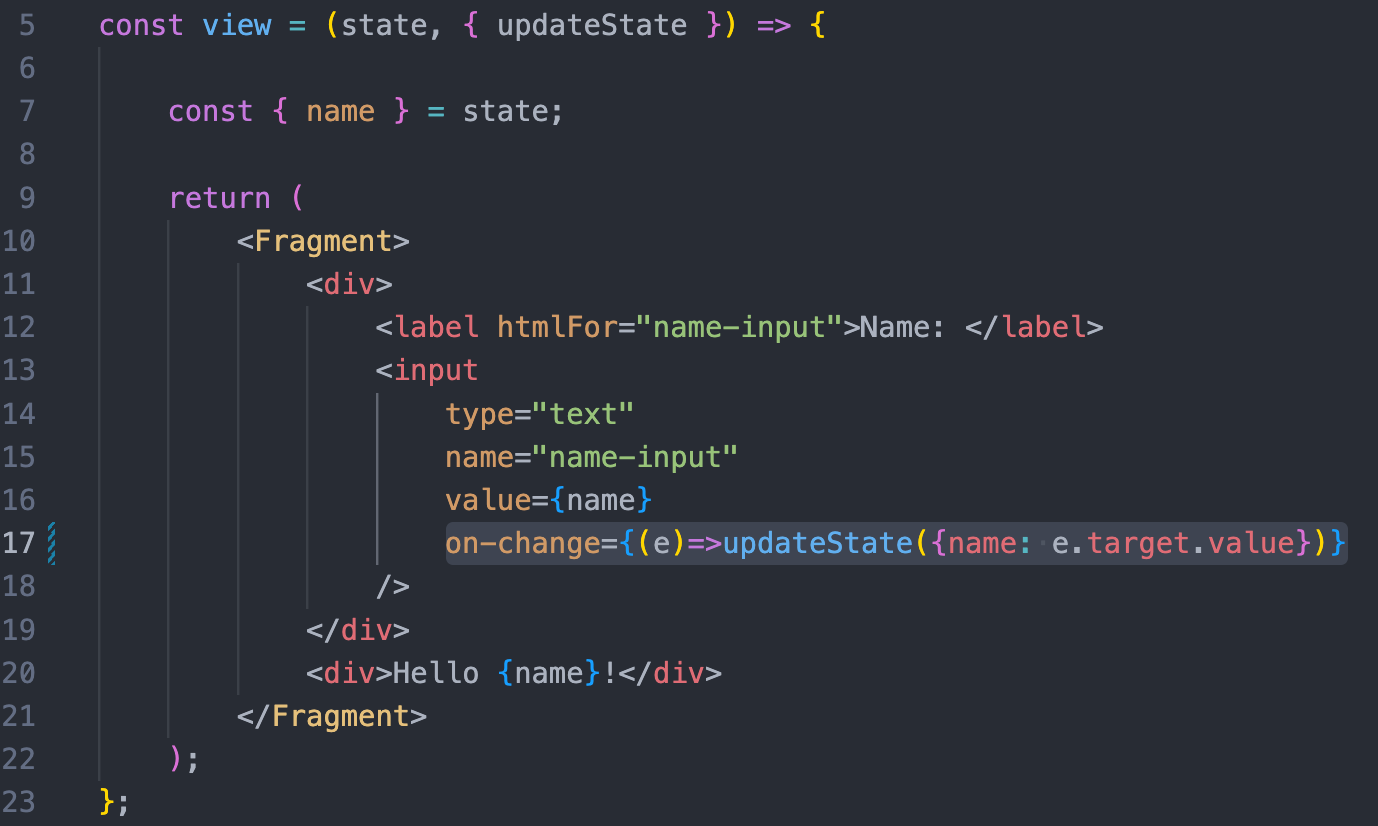 5 const view = (state, { updateState }) => {
6
7 const { name } = state;
8
9 return (
10 <Fragment>
11 <div>
12 <label htmlFor="name-input">Name: </label>
13 <input
14 type="text"
15 name="name-input"
16 value={name}
17 on-change={(e)=>updateState({name: e.target.value})}
18 />
19 </div>
20 <div>Hello {name}!</div>
21 </Fragment>
22 );
23 };